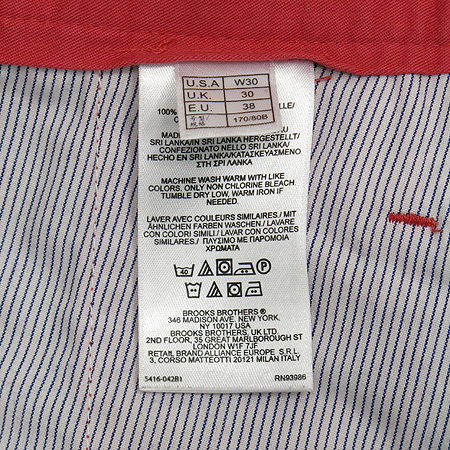 U.S.A W30
U.K. 30
E.U. 38
170/80B
100% LLE/
MADE
SRI LANKA/IN SRI LANKA HERGESTELLT/
CONFEZIONATO NELLO SRI LANKA/
HECHO EN SRI LANKA/ΚΑΤΑΣΚΕΥΑΣΜΕΝΟ
ΣΤΗ ΣΡΙ ΛΑΝΚΑ
MACHINE WASH WARM WITH LIKE
COLORS. ONLY NON CHLORINE BLEACH.
TUMBLE DRY LOW, WARM IRON IF
NEEDED.
LAVER AVEC COULEURS SIMILAIRES./ MIT
ÄHNLICHEN FARBEN WASCHEN./ LAVARE
CON COLORI SIMILI./ LAVAR CON COLORES
SIMILARES./ ΠΛΥΣΙΜΟ ΜΕ ΠΑΡΟΜΟΙΑ
ΧΡΩΜΑΤΑ
40 P
BROOKS BROTHERS ®
346 MADISON AVE. NEW YORK,
NY 10017 USA
BROOKS BROTHERS, UK LTD.
2ND FLOOR, 35 GREAT MARLBOROUGH ST
LONDON W1F 7JF
RETAIL BRAND ALLIANCE EUROPE S.R.L
3, CORSO MATTEOTTI 20121 MILAN ITALY
5416-042B1 RN93986